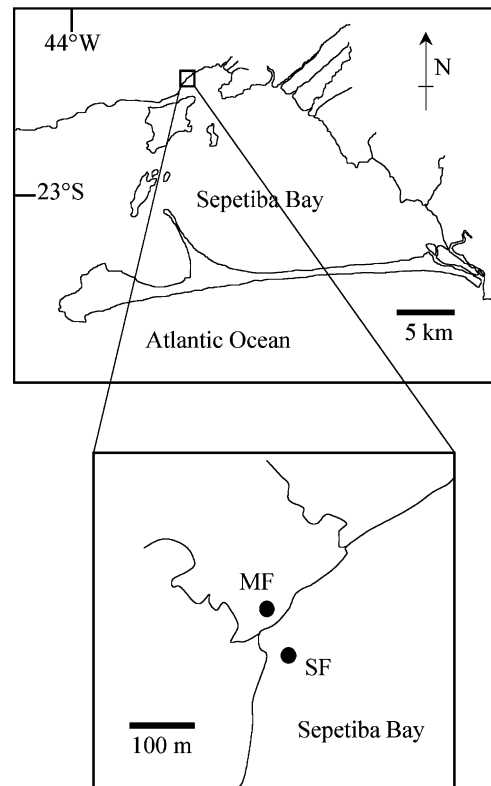 44°W
N
23°S
Sepetiba Bay
5 km
Atlantic Ocean
MF
SF
100 m
Sepetiba Bay